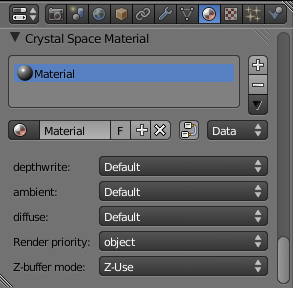 Crystal Space Material
Material
Material F Data
depthwrite: Default
ambient: Default
diffuse: Default
Render priority: object
Z-buffer mode: Z-Use